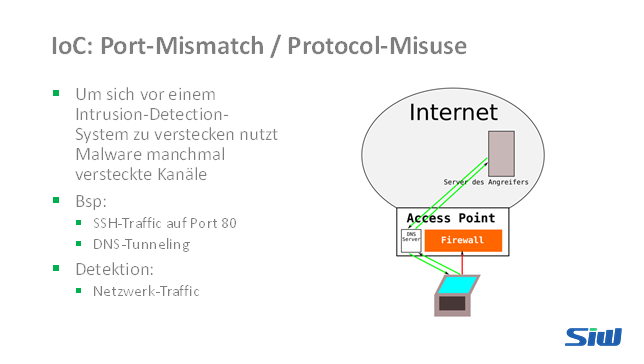 IoC: Port-Mismatch / Protocol-Misuse
Um sich vor einem
Intrusion-Detection-
System zu verstecken nutzt
Malware manchmal
versteckte Kanäle
Bsp:
SSH-Traffic auf Port 80
DNS-Tunneling
Detektion:
Netzwerk-Traffic
Internet
Server des Angreifers
Access Point
DNS
Server
Firewall
SiW